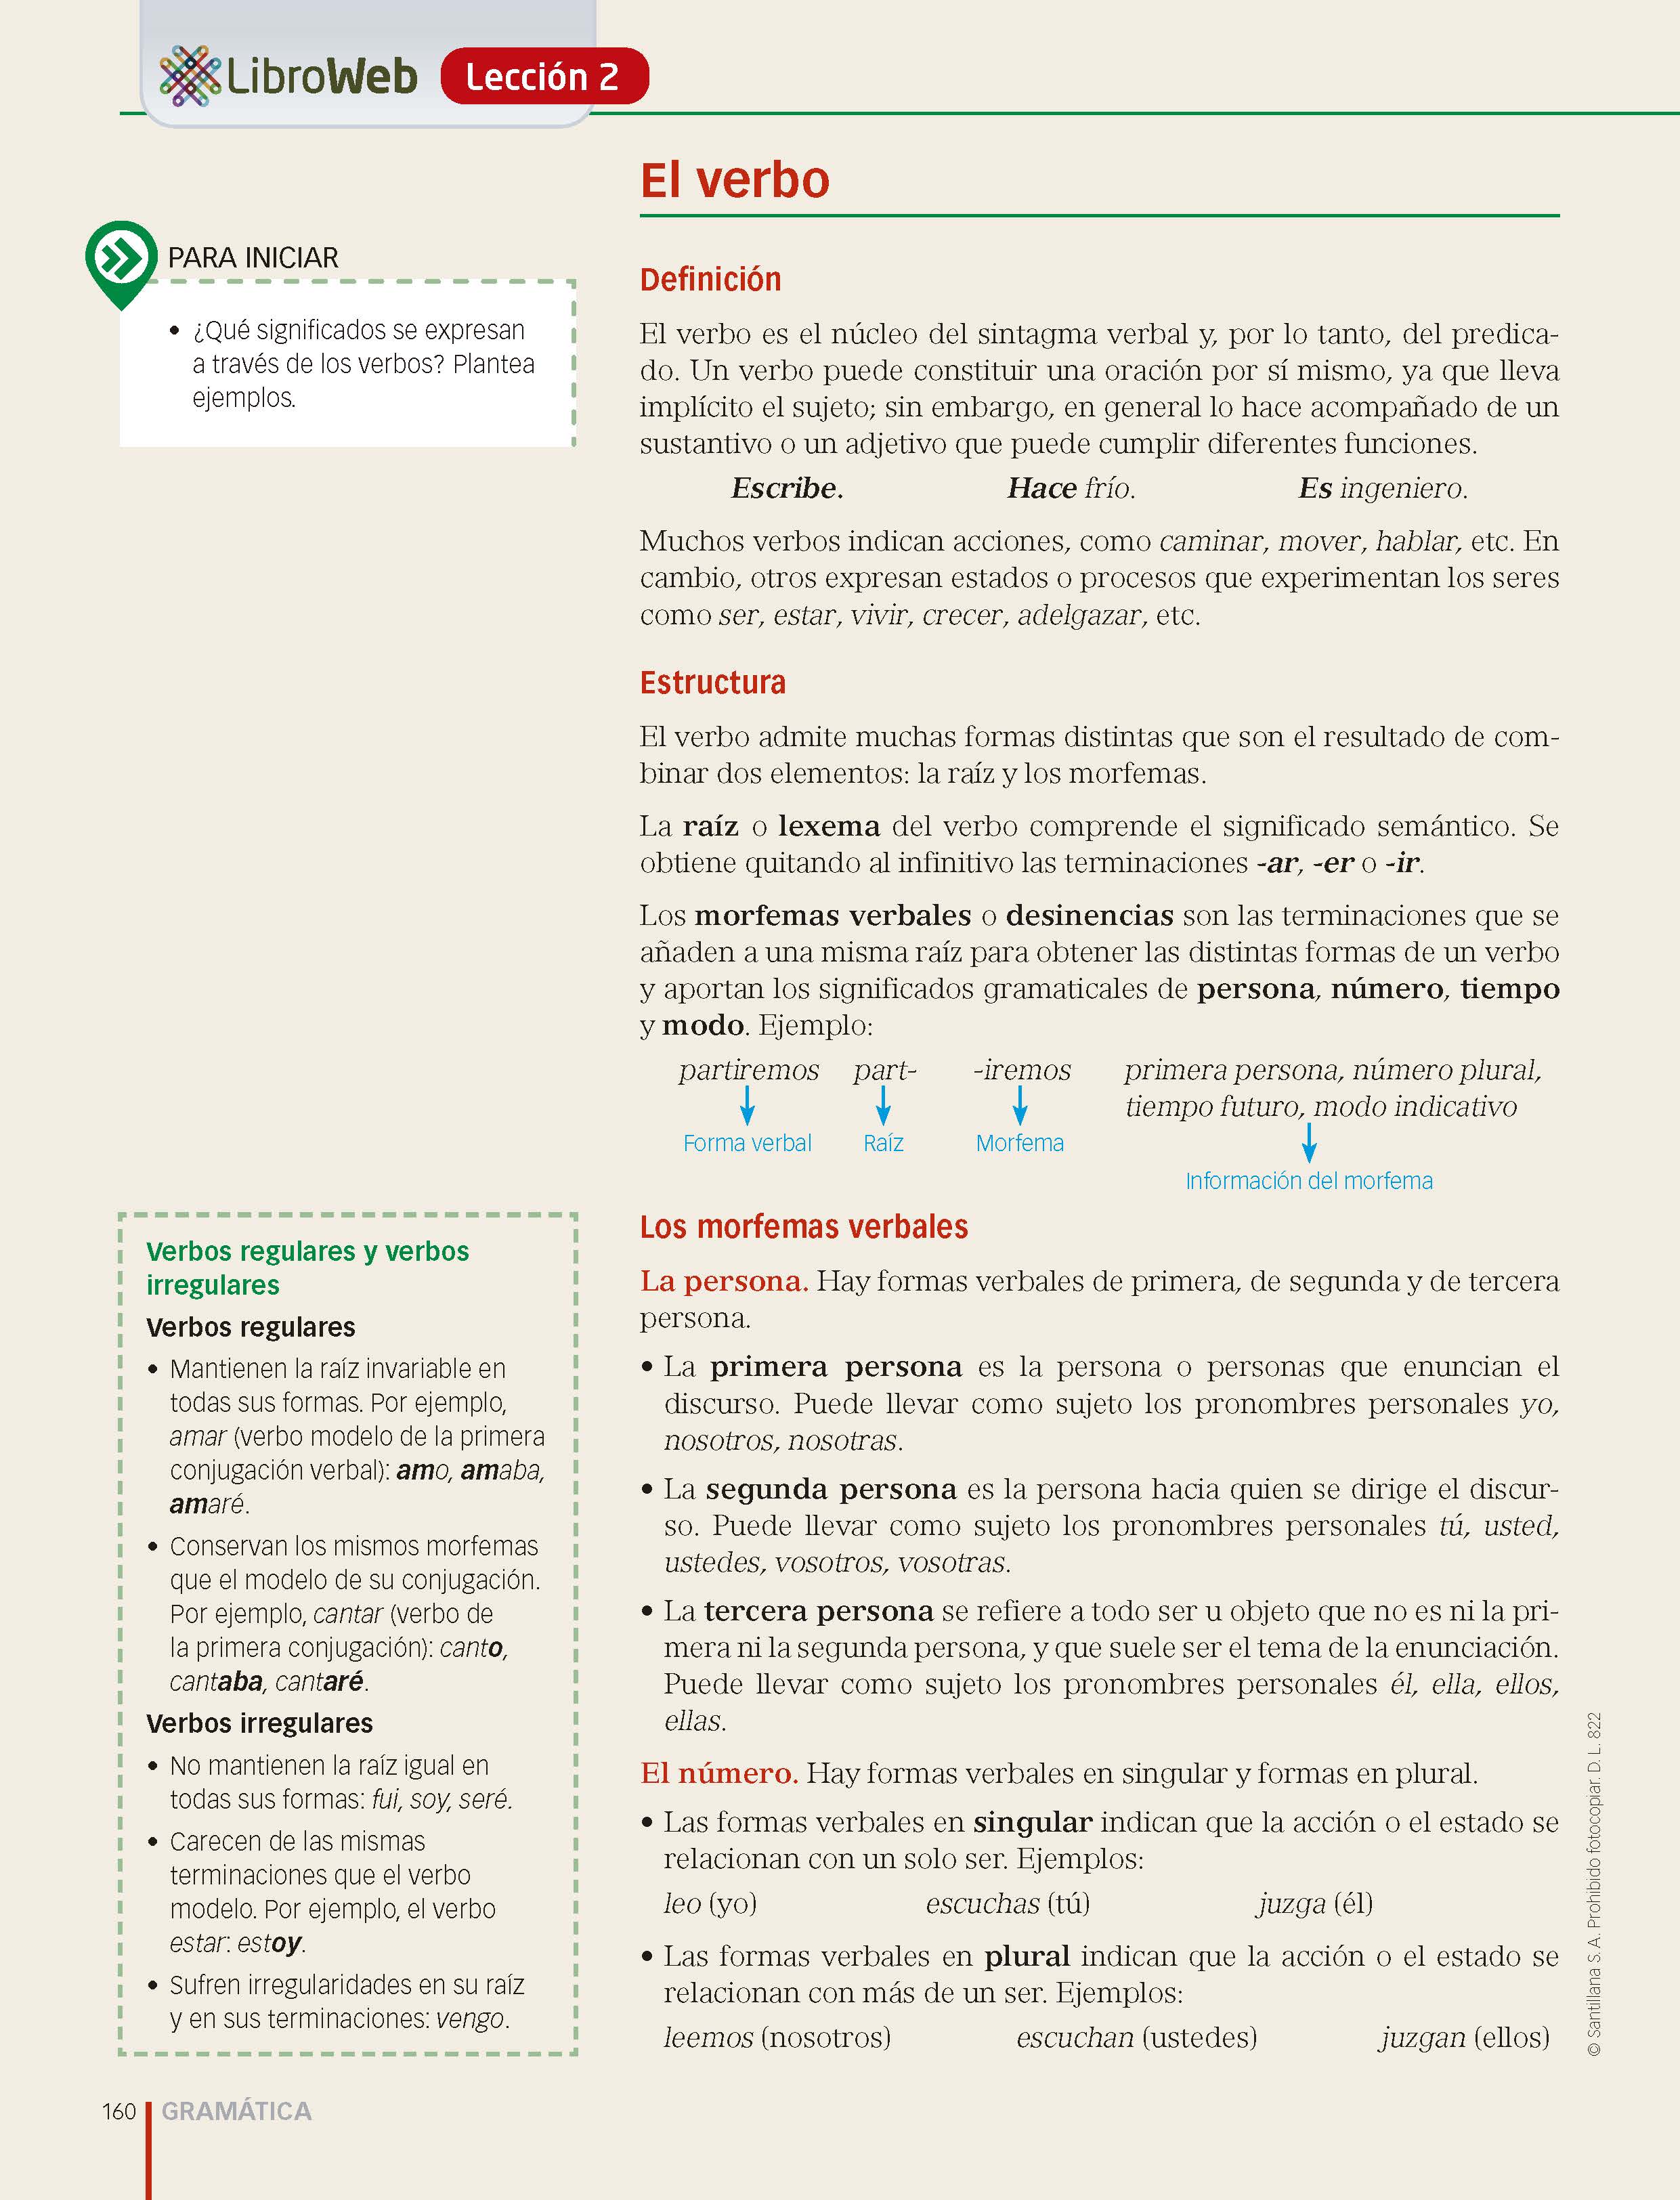 LibroWeb Lección 2
El verbo
PARA INICIAR
• ¿Qué significados se expresan
a través de los verbos? Plantea
ejemplos.
Definición
El verbo es el núcleo del sintagma verbal y, por lo tanto, del predica-
do. Un verbo puede constituir una oración por sí mismo, ya que lleva
implícito el sujeto; sin embargo, en general lo hace acompañado de un
sustantivo o un adjetivo que puede cumplir diferentes funciones.
Escribe. Hace frío. Es ingeniero.
Muchos verbos indican acciones, como caminar, mover, hablar, etc. En
cambio, otros expresan estados o procesos que experimentan los seres
como ser, estar, vivir, crecer, adelgazar, etc.
Estructura
El verbo admite muchas formas distintas que son el resultado de com-
binar dos elementos: la raíz y los morfemas.
La raíz o lexema del verbo comprende el significado semántico. Se
obtiene quitando al infinitivo las terminaciones -ar, -er o -ir.
Los morfemas verbales o desinencias son las terminaciones que se
añaden a una misma raíz para obtener las distintas formas de un verbo
y aportan los significados gramaticales de persona, número, tiempo
y modo. Ejemplo:
partiremos part- -iremos primera persona, número plural,
tiempo futuro, modo indicativo
Forma verbal Raíz Morfema
Información del morfema
Verbos regulares y verbos
irregulares
Verbos regulares
• Mantienen la raíz invariable en
todas sus formas. Por ejemplo,
amar (verbo modelo de la primera
conjugación verbal): amo, amaba,
amaré.
• Conservan los mismos morfemas
que el modelo de su conjugación.
Por ejemplo, cantar (verbo de
la primera conjugación): canto,
cantaba, cantaré.
Verbos irregulares
• No mantienen la raíz igual en
todas sus formas: fui, soy, seré.
• Carecen de las mismas
terminaciones que el verbo
modelo. Por ejemplo, el verbo
estar: estoy.
• Sufren irregularidades en su raíz
y en sus terminaciones: vengo.
Los morfemas verbales
La persona. Hay formas verbales de primera, de segunda y de tercera
persona.
• La primera persona es la persona o personas que enuncian el
discurso. Puede llevar como sujeto los pronombres personales yo,
nosotros, nosotras.
• La segunda persona es la persona hacia quien se dirige el discur-
so. Puede llevar como sujeto los pronombres personales tú, usted,
ustedes, vosotros, vosotras.
• La tercera persona se refiere a todo ser u objeto que no es ni la pri-
mera ni la segunda persona, y que suele ser el tema de la enunciación.
Puede llevar como sujeto los pronombres personales él, ella, ellos,
ellas.
El número. Hay formas verbales en singular y formas en plural.
• Las formas verbales en singular indican que la acción o el estado se
relacionan con un solo ser. Ejemplos:
leo (yo) escuchas (tú) juzga (él)
• Las formas verbales en plural indican que la acción o el estado se
relacionan con más de un ser. Ejemplos:
leemos (nosotros) escuchan (ustedes) juzgan (ellos)
© Santillana S. A. Prohibido fotocopiar. D. L. 822
160 GRAMÁTICA